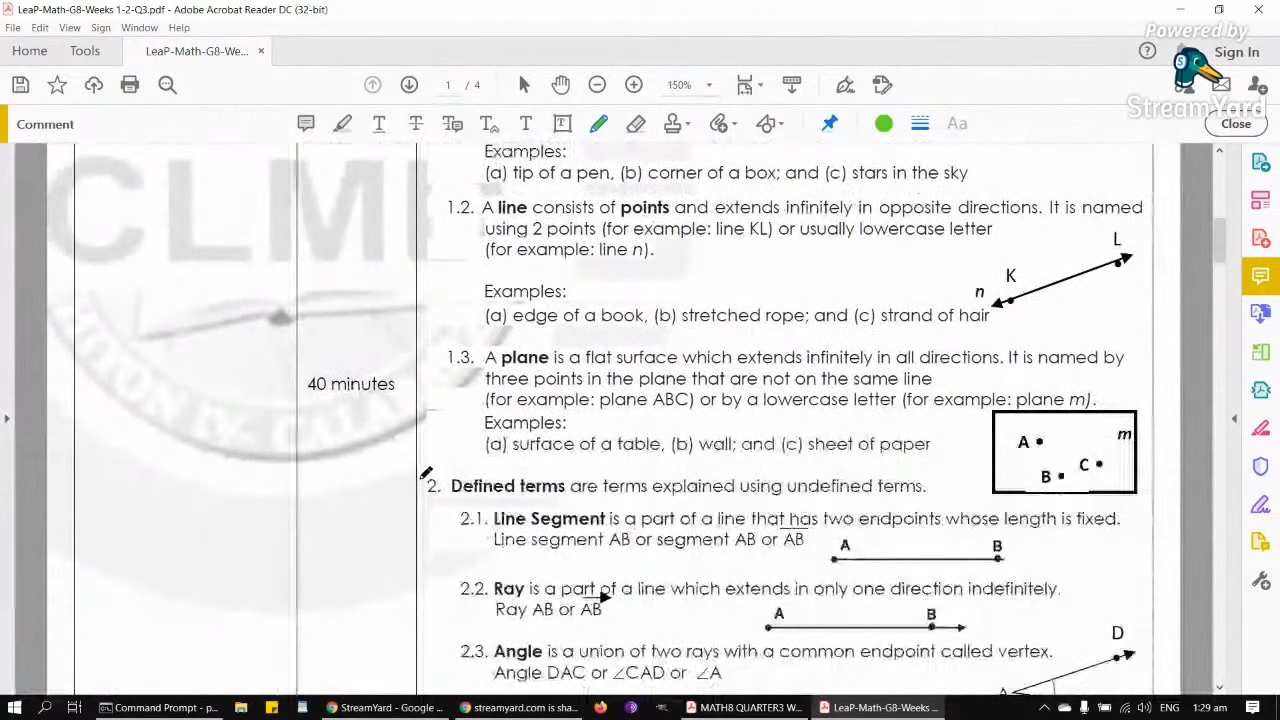 LeaP-Math-G8-Weeks 1-2-Q3.pdf - Adobe Acrobat Reader DC (32-bit)
File Edit View Sign Window Help
Powered by
StreamYard
Home Tools LeaP-Math-G8-We... × Sign In
1 / 4 150%
Comment Aa Close
CLM
Examples:
(a) tip of a pen, (b) corner of a box; and (c) stars in the sky
1.2. A line consists of points and extends infinitely in opposite directions. It is named
using 2 points (for example: line KL) or usually lowercase letter
(for example: line n).
L
K
n
Examples:
(a) edge of a book, (b) stretched rope; and (c) strand of hair
1.3. A plane is a flat surface which extends infinitely in all directions. It is named by
three points in the plane that are not on the same line
(for example: plane ABC) or by a lowercase letter (for example: plane m).
40 minutes
Examples:
(a) surface of a table, (b) wall; and (c) sheet of paper
A m
C
B
2. Defined terms are terms explained using undefined terms.
2.1. Line Segment is a part of a line that has two endpoints whose length is fixed.
Line segment AB or segment AB or AB
A B
2.2. Ray is a part of a line which extends in only one direction indefinitely.
Ray AB or AB
A B
2.3. Angle is a union of two rays with a common endpoint called vertex.
Angle DAC or ∠CAD or ∠A
D
Command Prompt - p... StreamYard - Google ... streamyard.com is sha... MATH8 QUARTER3 W... LeaP-Math-G8-Weeks ... ENG 1:29 am